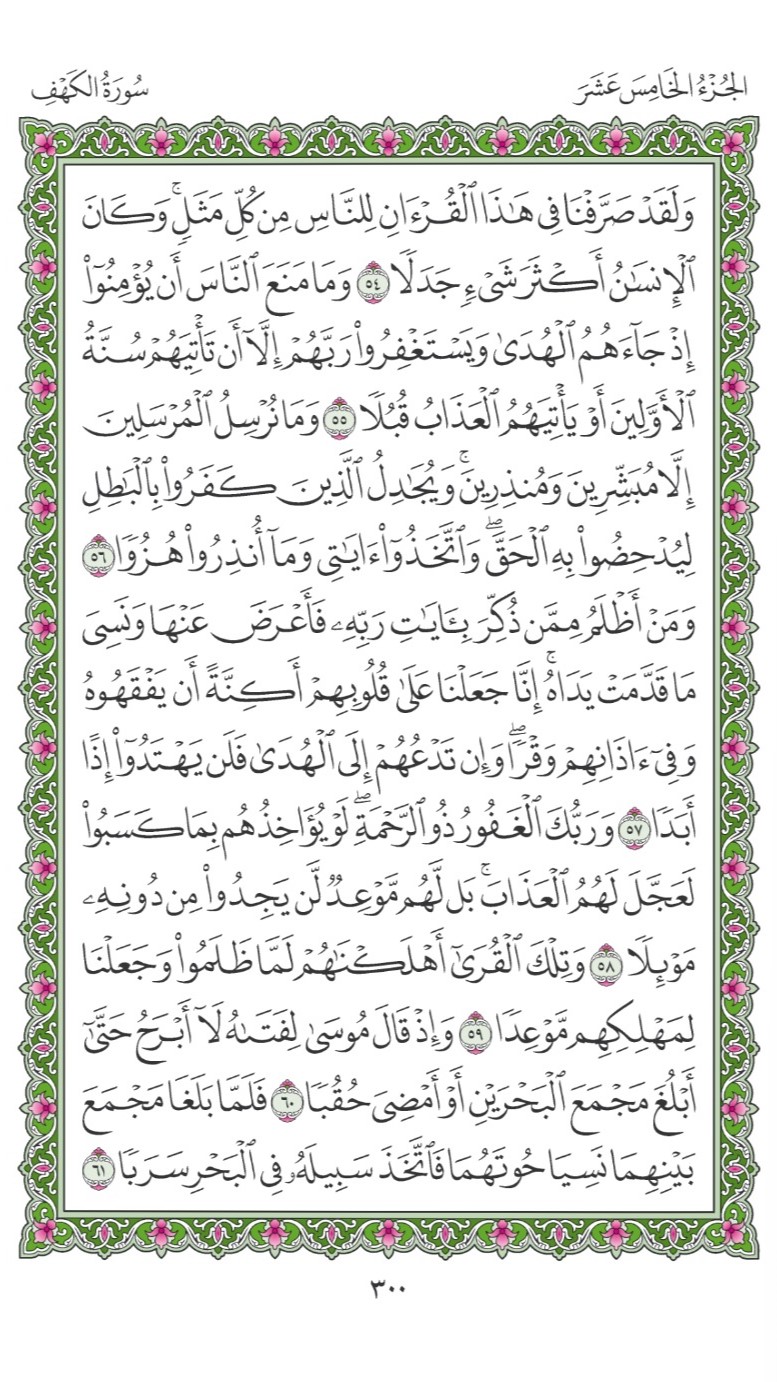 الجُزْءُ الخَامِسَ عَشَرَ
سُورَةُ الكَهْفِ
وَلَقَدْ صَرَّفْنَا فِي هَٰذَا ٱلْقُرْءَانِ لِلنَّاسِ مِن كُلِّ مَثَلٍۚ وَكَانَ
ٱلْإِنسَٰنُ أَكْثَرَ شَىْءٍ جَدَلًا ٥٤ وَمَا مَنَعَ ٱلنَّاسَ أَن يُؤْمِنُوٓا۟
إِذْ جَآءَهُمُ ٱلْهُدَىٰ وَيَسْتَغْفِرُوا۟ رَبَّهُمْ إِلَّآ أَن تَأْتِيَهُمْ سُنَّةُ
ٱلْأَوَّلِينَ أَوْ يَأْتِيَهُمُ ٱلْعَذَابُ قُبُلًا ٥٥ وَمَا نُرْسِلُ ٱلْمُرْسَلِينَ
إِلَّا مُبَشِّرِينَ وَمُنذِرِينَۚ وَيُجَٰدِلُ ٱلَّذِينَ كَفَرُوا۟ بِٱلْبَٰطِلِ
لِيُدْحِضُوا۟ بِهِ ٱلْحَقَّۖ وَٱتَّخَذُوٓا۟ ءَايَٰتِى وَمَآ أُنذِرُوا۟ هُزُوًا ٥٦
وَمَنْ أَظْلَمُ مِمَّن ذُكِّرَ بِـَٔايَٰتِ رَبِّهِۦ فَأَعْرَضَ عَنْهَا وَنَسِىَ
مَا قَدَّمَتْ يَدَاهُۚ إِنَّا جَعَلْنَا عَلَىٰ قُلُوبِهِمْ أَكِنَّةً أَن يَفْقَهُوهُ
وَفِىٓ ءَاذَانِهِمْ وَقْرًاۖ وَإِن تَدْعُهُمْ إِلَى ٱلْهُدَىٰ فَلَن يَهْتَدُوٓا۟ إِذًا
أَبَدًا ٥٧ وَرَبُّكَ ٱلْغَفُورُ ذُو ٱلرَّحْمَةِۖ لَوْ يُؤَاخِذُهُم بِمَا كَسَبُوا۟
لَعَجَّلَ لَهُمُ ٱلْعَذَابَۚ بَل لَّهُم مَّوْعِدٌ لَّن يَجِدُوا۟ مِن دُونِهِۦ
مَوْئِلًا ٥٨ وَتِلْكَ ٱلْقُرَىٰٓ أَهْلَكْنَٰهُمْ لَمَّا ظَلَمُوا۟ وَجَعَلْنَا
لِمَهْلِكِهِم مَّوْعِدًا ٥٩ وَإِذْ قَالَ مُوسَىٰ لِفَتَىٰهُ لَآ أَبْرَحُ حَتَّىٰٓ
أَبْلُغَ مَجْمَعَ ٱلْبَحْرَيْنِ أَوْ أَمْضِىَ حُقُبًا ٦٠ فَلَمَّا بَلَغَا مَجْمَعَ
بَيْنِهِمَا نَسِيَا حُوتَهُمَا فَٱتَّخَذَ سَبِيلَهُۥ فِى ٱلْبَحْرِ سَرَبًا ٦١
٣٠٠